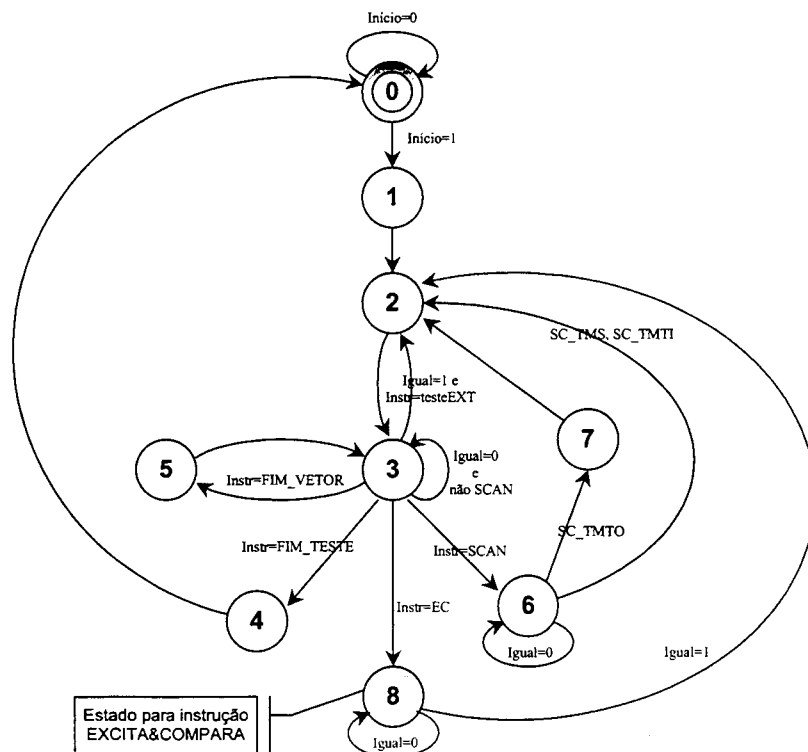 Início=0
0
Início=1
1
2
SC_TMS, SC_TMTI
Igual=1 e
Instr=testeEXT
7
5
3
Igual=0
e
não SCAN
Instr=FIM_VETOR
SC_TMTO
Instr=FIM_TESTE
Instr=SCAN
6
4
Instr=EC
Igual=0
Igual=1
8
Estado para instrução
EXCITA&COMPARA
Igual=0